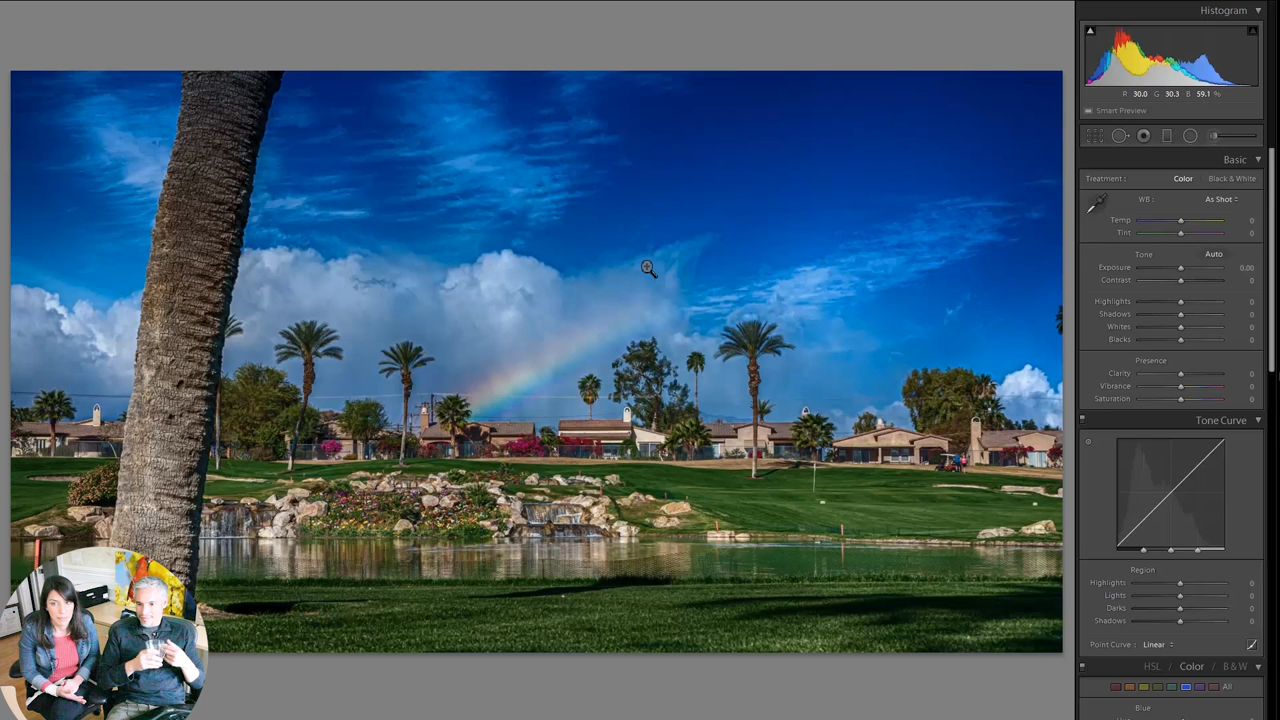 Histogram
R 30.0 G 30.3 B 59.1 %
Smart Preview
Basic
Treatment : Color Black & White
WB : As Shot
Temp 0
Tint 0
Tone Auto
Exposure 0.00
Contrast 0
Highlights 0
Shadows 0
Whites 0
Blacks 0
Presence
Clarity 0
Vibrance 0
Saturation 0
Tone Curve
Region
Highlights 0
Lights 0
Darks 0
Shadows 0
Point Curve : Linear
HSL / Color / B & W
All
Blue